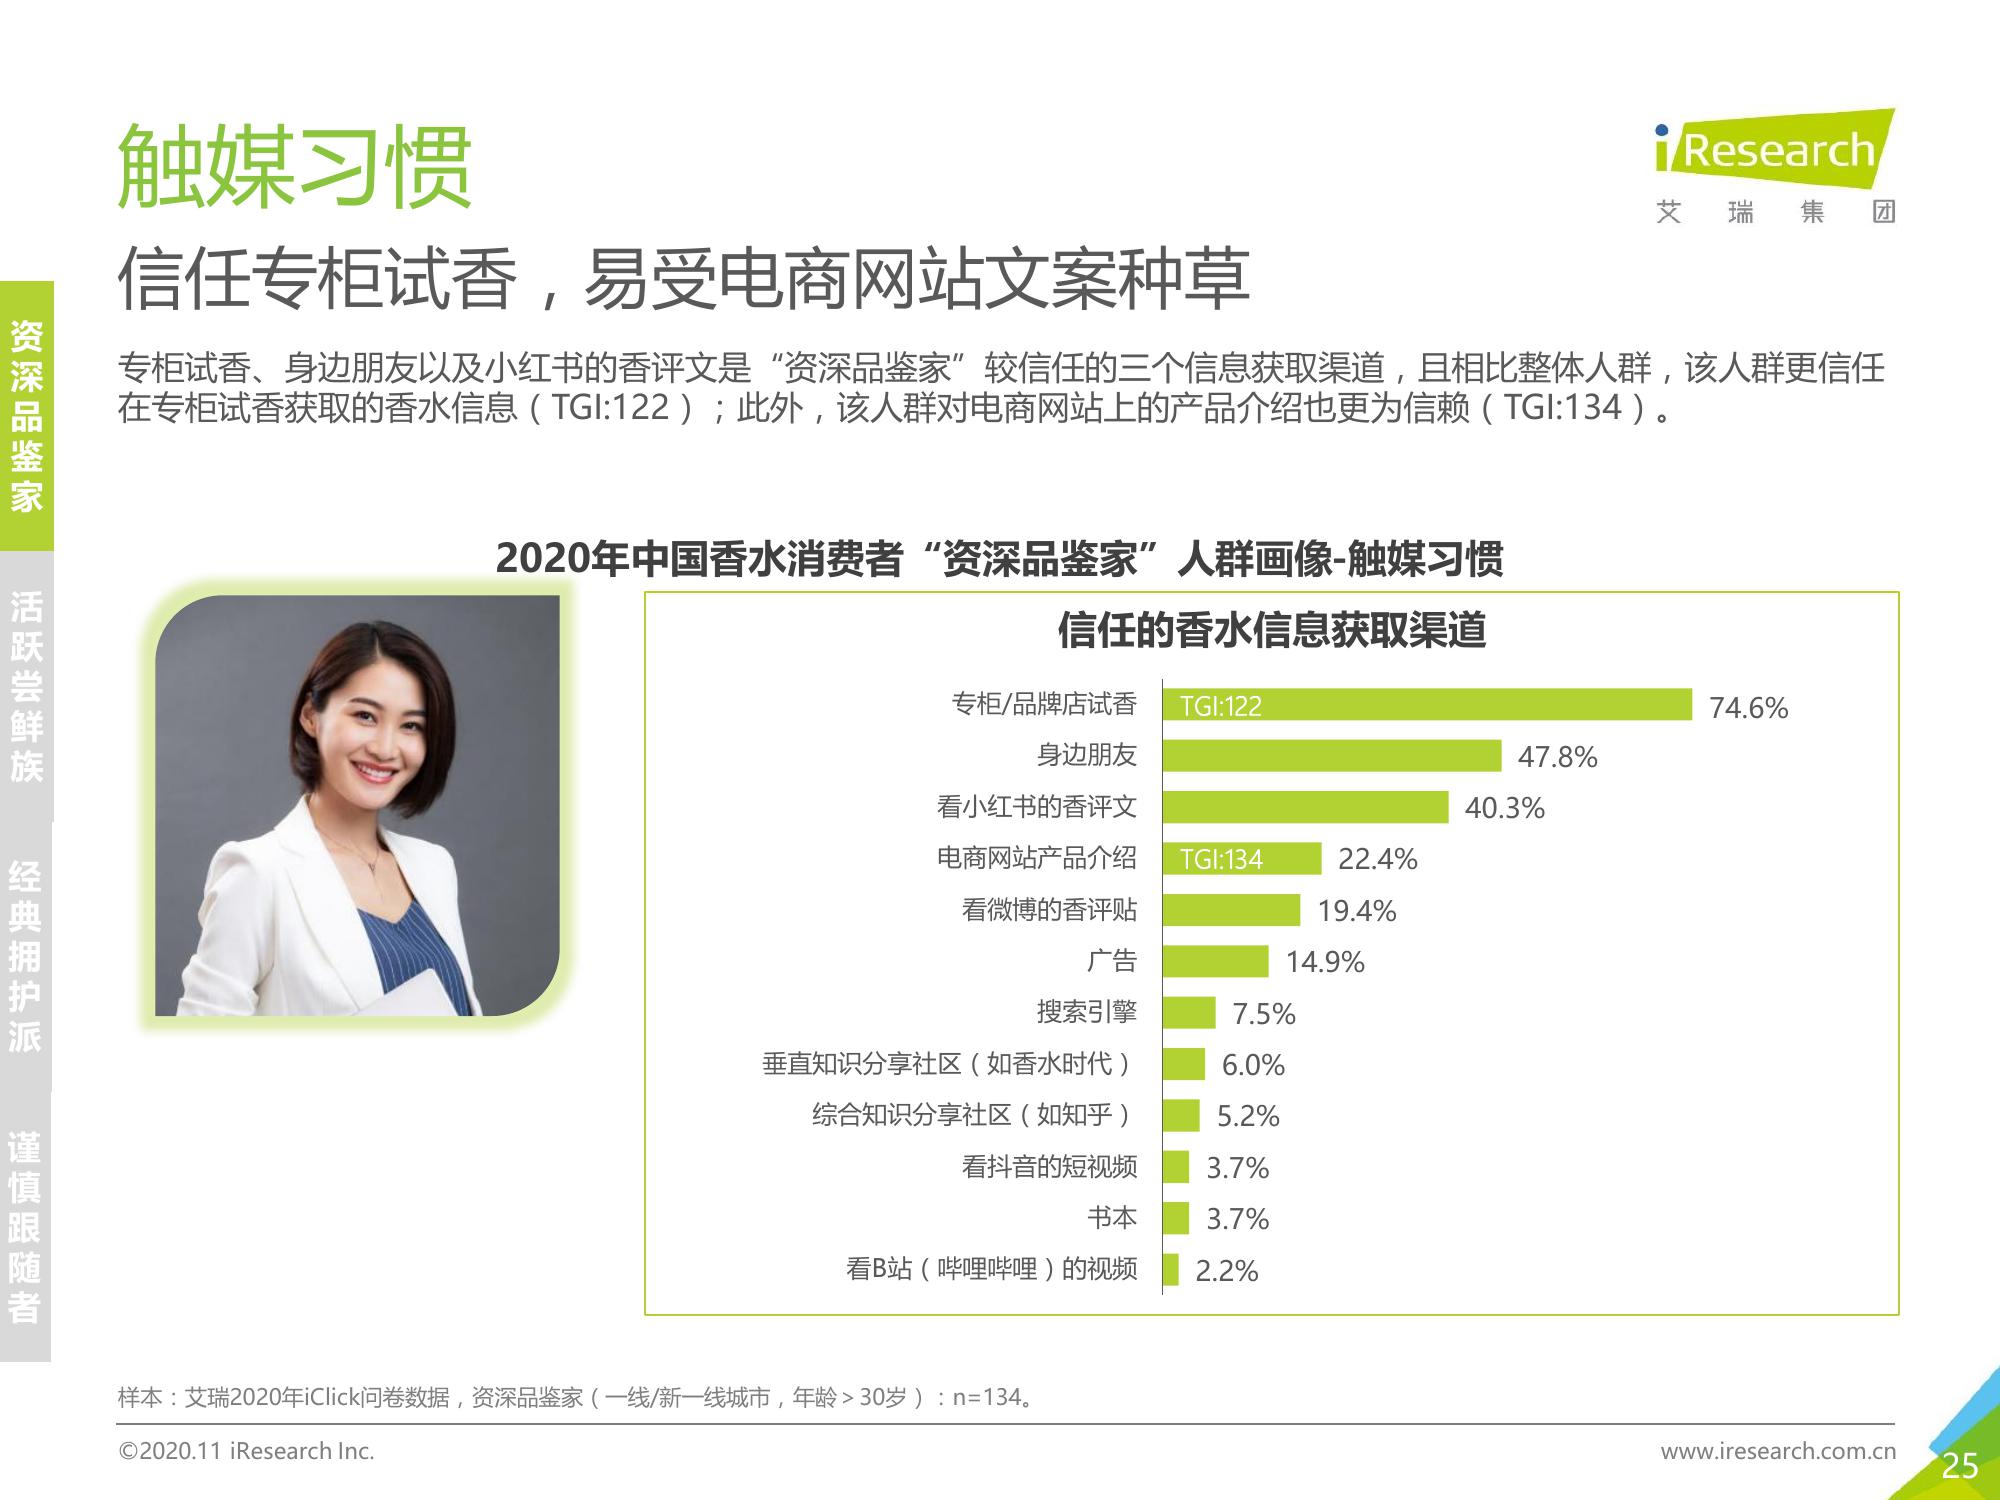 触媒习惯
iResearch
艾瑞集团
信任专柜试香，易受电商网站文案种草
专柜试香、身边朋友以及小红书的香评文是“资深品鉴家”较信任的三个信息获取渠道，且相比整体人群，该人群更信任
在专柜试香获取的香水信息（TGI:122）；此外，该人群对电商网站上的产品介绍也更为信赖（TGI:134）。
资深品鉴家
活跃尝鲜族
经典拥护派
谨慎跟随者
2020年中国香水消费者“资深品鉴家”人群画像-触媒习惯
信任的香水信息获取渠道
专柜/品牌店试香 TGI:122 74.6%
身边朋友 47.8%
看小红书的香评文 40.3%
电商网站产品介绍 TGI:134 22.4%
看微博的香评贴 19.4%
广告 14.9%
搜索引擎 7.5%
垂直知识分享社区（如香水时代） 6.0%
综合知识分享社区（如知乎） 5.2%
看抖音的短视频 3.7%
书本 3.7%
看B站（哔哩哔哩）的视频 2.2%
样本：艾瑞2020年iClick问卷数据，资深品鉴家（一线/新一线城市，年龄＞30岁）：n=134。
©2020.11 iResearch Inc.
www.iresearch.com.cn
25